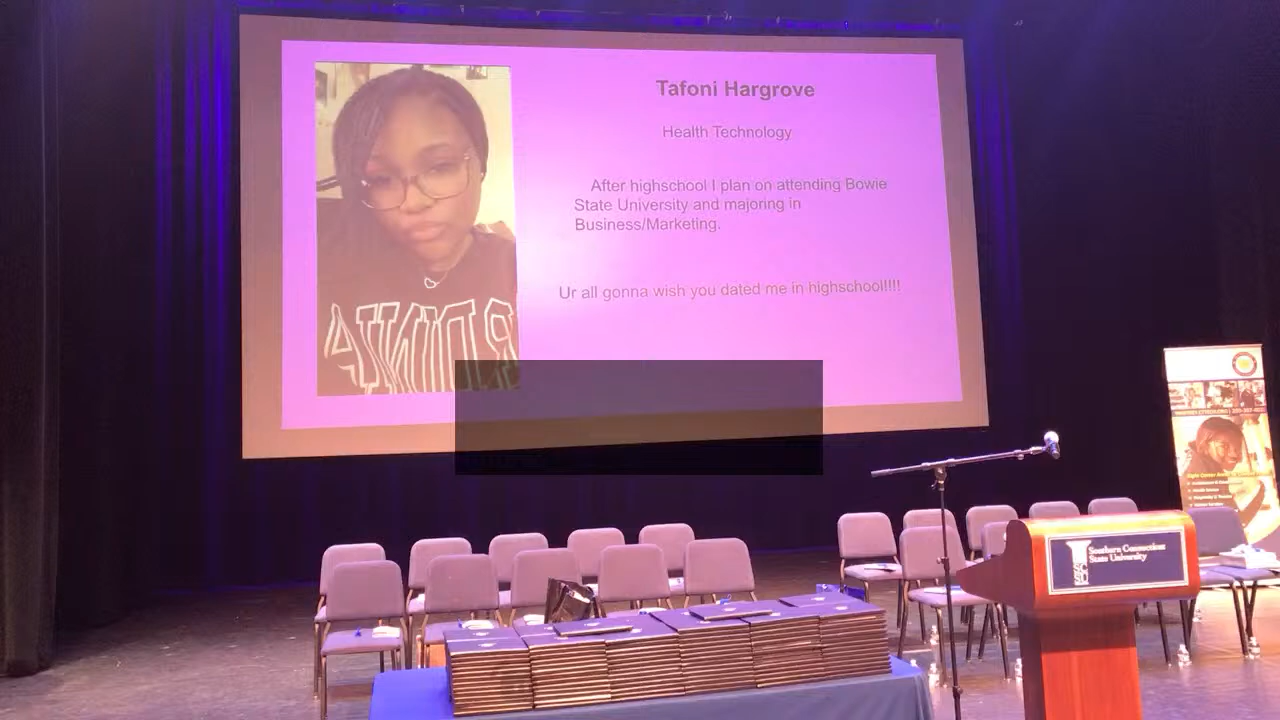 Tafoni Hargrove
Health Technology
After highschool I plan on attending Bowie
State University and majoring in
Business/Marketing.
Ur all gonna wish you dated me in highschool!!!!
Southern Connecticut
State University